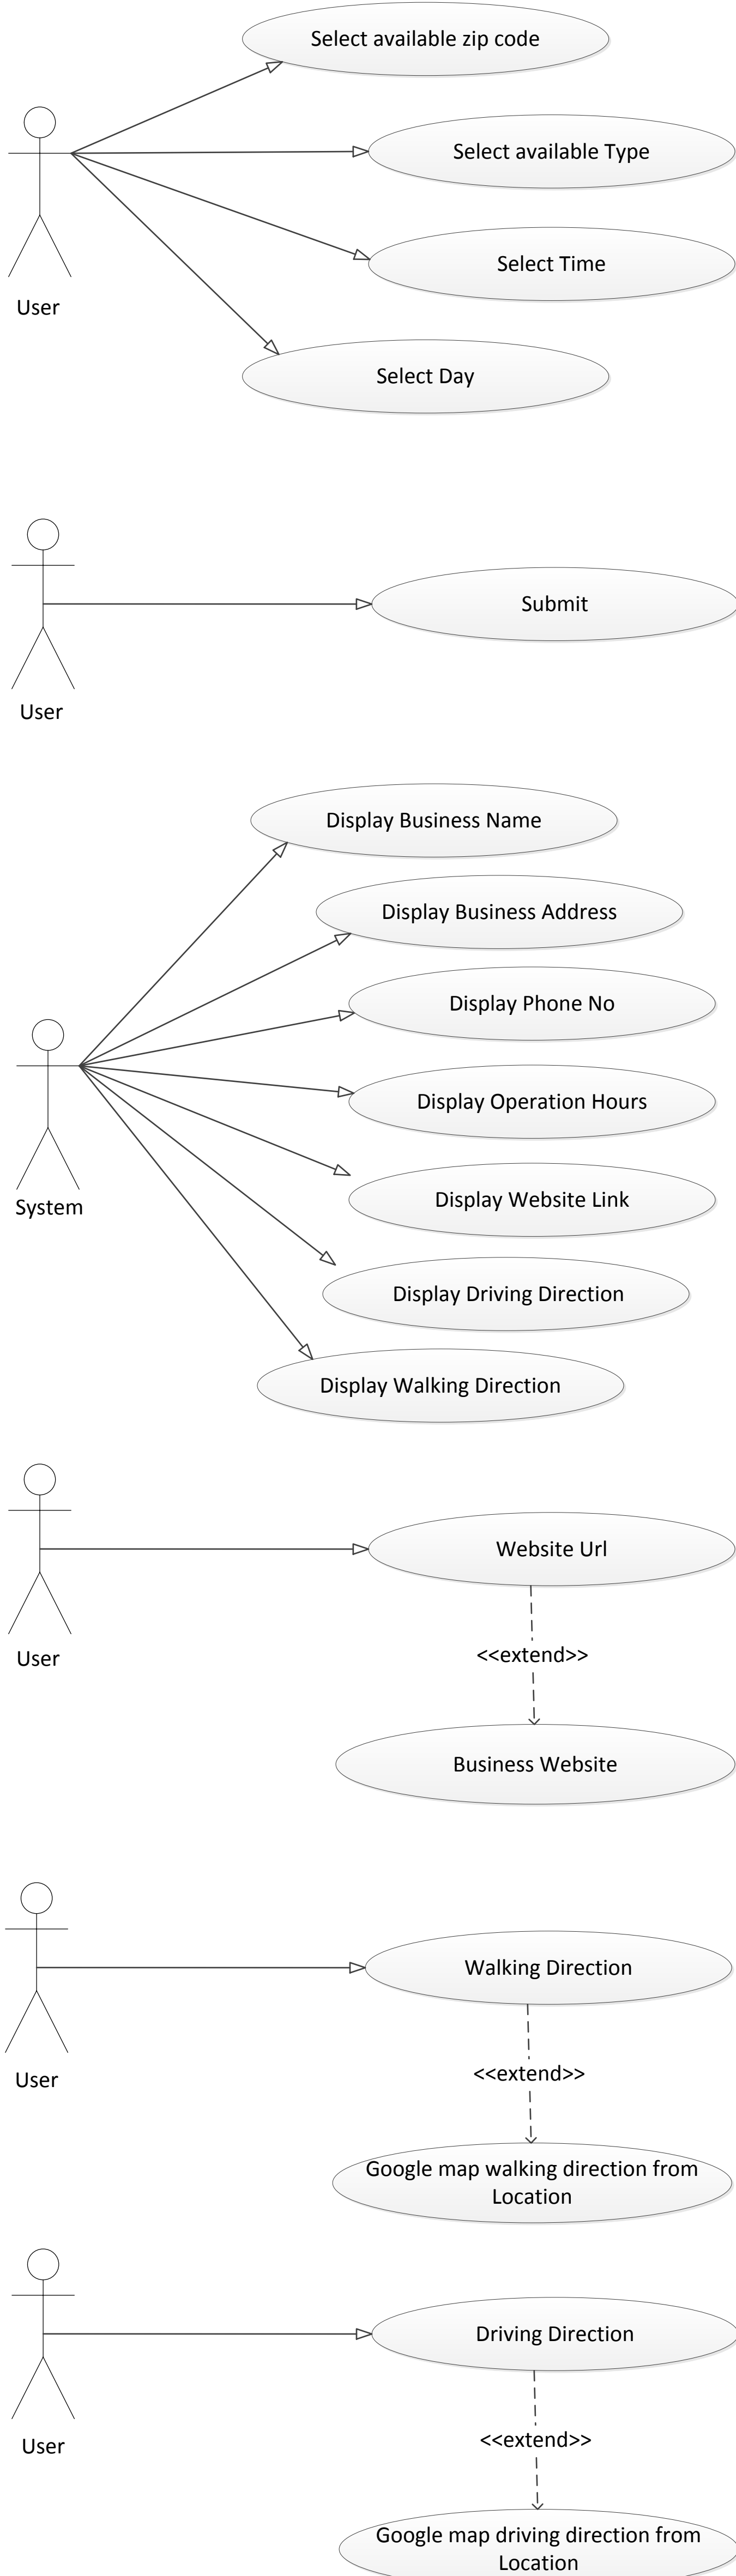 Select available zip code
Select available Type
Select Time
User
Select Day
Submit
User
Display Business Name
Display Business Address
Display Phone No
Display Operation Hours
Display Website Link
System
Display Driving Direction
Display Walking Direction
Website Url
User
<<extend>>
Business Website
Walking Direction
User
<<extend>>
Google map walking direction from
Location
Driving Direction
User
<<extend>>
Google map driving direction from
Location